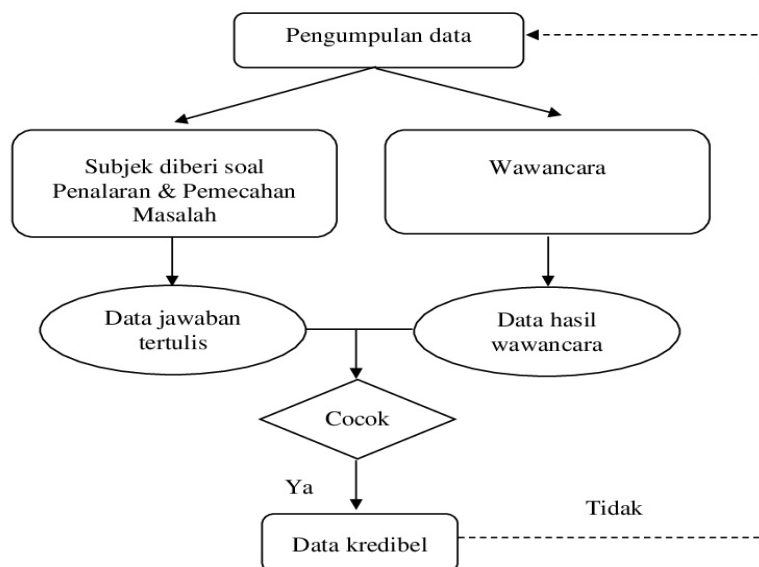 Pengumpulan data
Subjek diberi soal
Penalaran & Pemecahan
Masalah
Wawancara
Data jawaban
tertulis
Data hasil
wawancara
Cocok
Ya
Tidak
Data kredibel